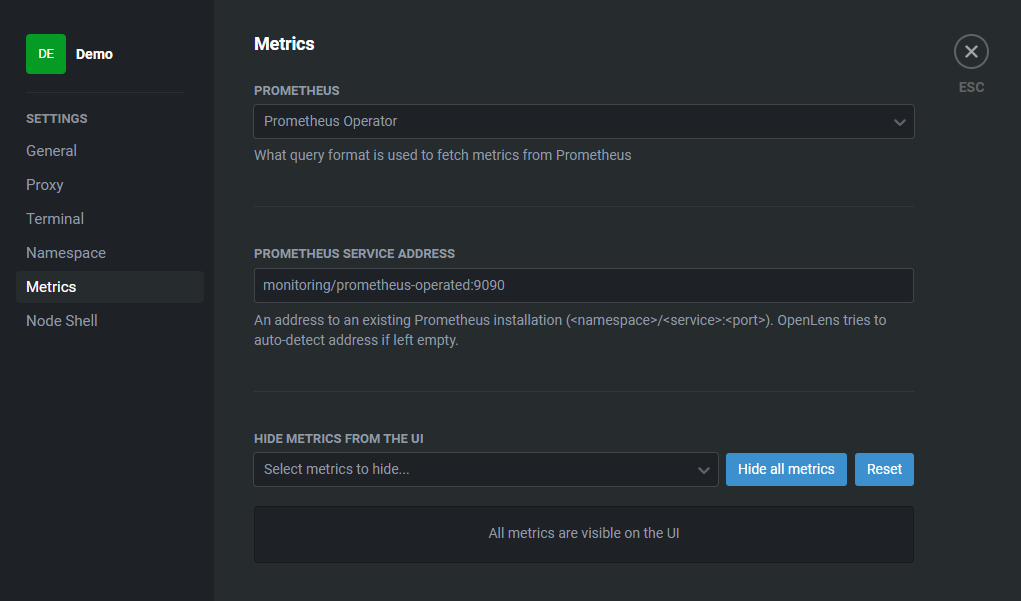 DE
Demo
SETTINGS
General
Proxy
Terminal
Namespace
Metrics
Node Shell
Metrics
ESC
PROMETHEUS
Prometheus Operator
What query format is used to fetch metrics from Prometheus
PROMETHEUS SERVICE ADDRESS
monitoring/prometheus-operated:9090
An address to an existing Prometheus installation (<namespace>/<service>:<port>). OpenLens tries to
auto-detect address if left empty.
HIDE METRICS FROM THE UI
Select metrics to hide...
Hide all metrics
Reset
All metrics are visible on the UI